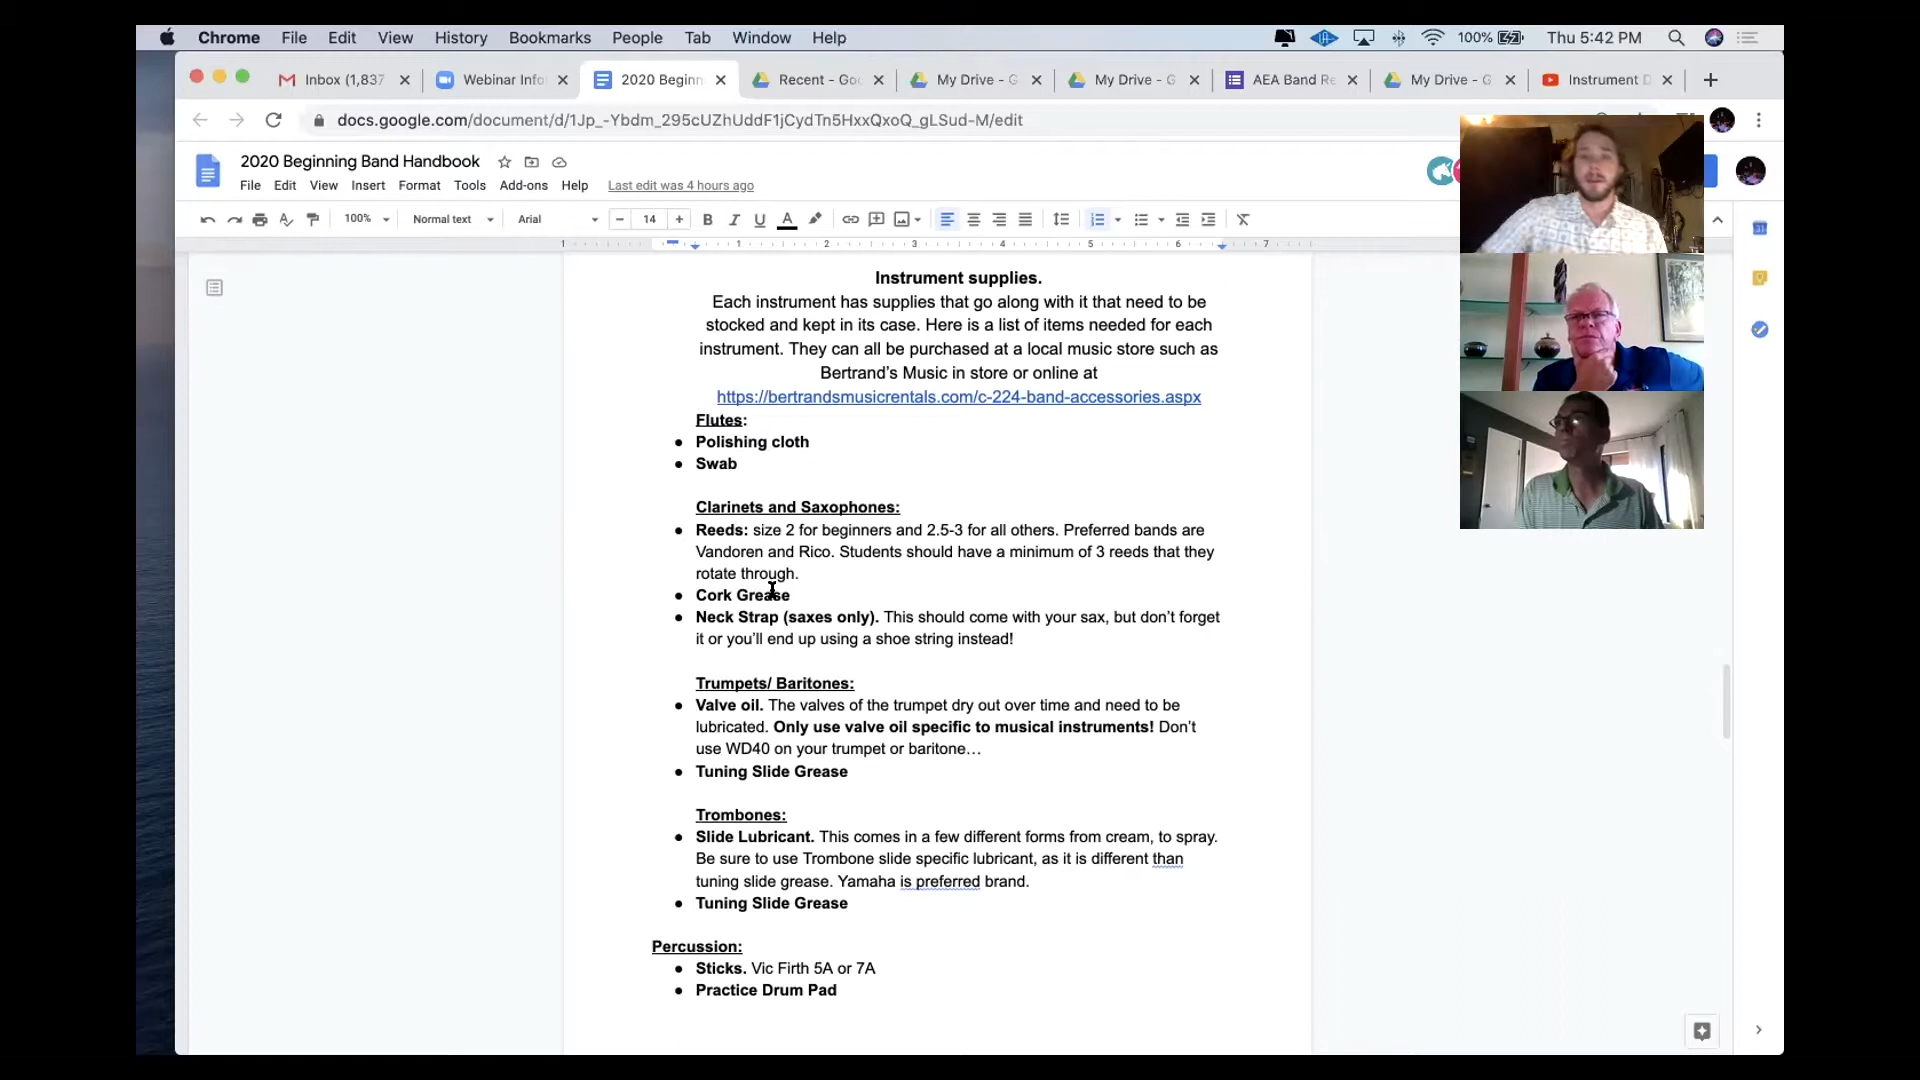 Chrome File Edit View History Bookmarks People Tab Window Help 100% Thu 5:42 PM
Inbox (1,837 Webinar Info 2020 Beginn Recent - Goo My Drive - G My Drive - G AEA Band Re My Drive - G Instrument D
docs.google.com/document/d/1Jp_-Ybdm_295cUZhUddF1jCydTn5HxxQxoQ_gLSud-M/edit
2020 Beginning Band Handbook
File Edit View Insert Format Tools Add-ons Help Last edit was 4 hours ago
100% Normal text Arial 14 B I U A
1 1 2 3 4 5 6 7
31
Instrument supplies.
Each instrument has supplies that go along with it that need to be
stocked and kept in its case. Here is a list of items needed for each
instrument. They can all be purchased at a local music store such as
Bertrand's Music in store or online at
https://bertrandsmusicrentals.com/c-224-band-accessories.aspx
Flutes:
● Polishing cloth
● Swab
Clarinets and Saxophones:
● Reeds: size 2 for beginners and 2.5-3 for all others. Preferred bands are
Vandoren and Rico. Students should have a minimum of 3 reeds that they
rotate through.
● Cork Grease
● Neck Strap (saxes only). This should come with your sax, but don't forget
it or you'll end up using a shoe string instead!
Trumpets/ Baritones:
● Valve oil. The valves of the trumpet dry out over time and need to be
lubricated. Only use valve oil specific to musical instruments! Don't
use WD40 on your trumpet or baritone…
● Tuning Slide Grease
Trombones:
● Slide Lubricant. This comes in a few different forms from cream, to spray.
Be sure to use Trombone slide specific lubricant, as it is different than
tuning slide grease. Yamaha is preferred brand.
● Tuning Slide Grease
Percussion:
● Sticks. Vic Firth 5A or 7A
● Practice Drum Pad